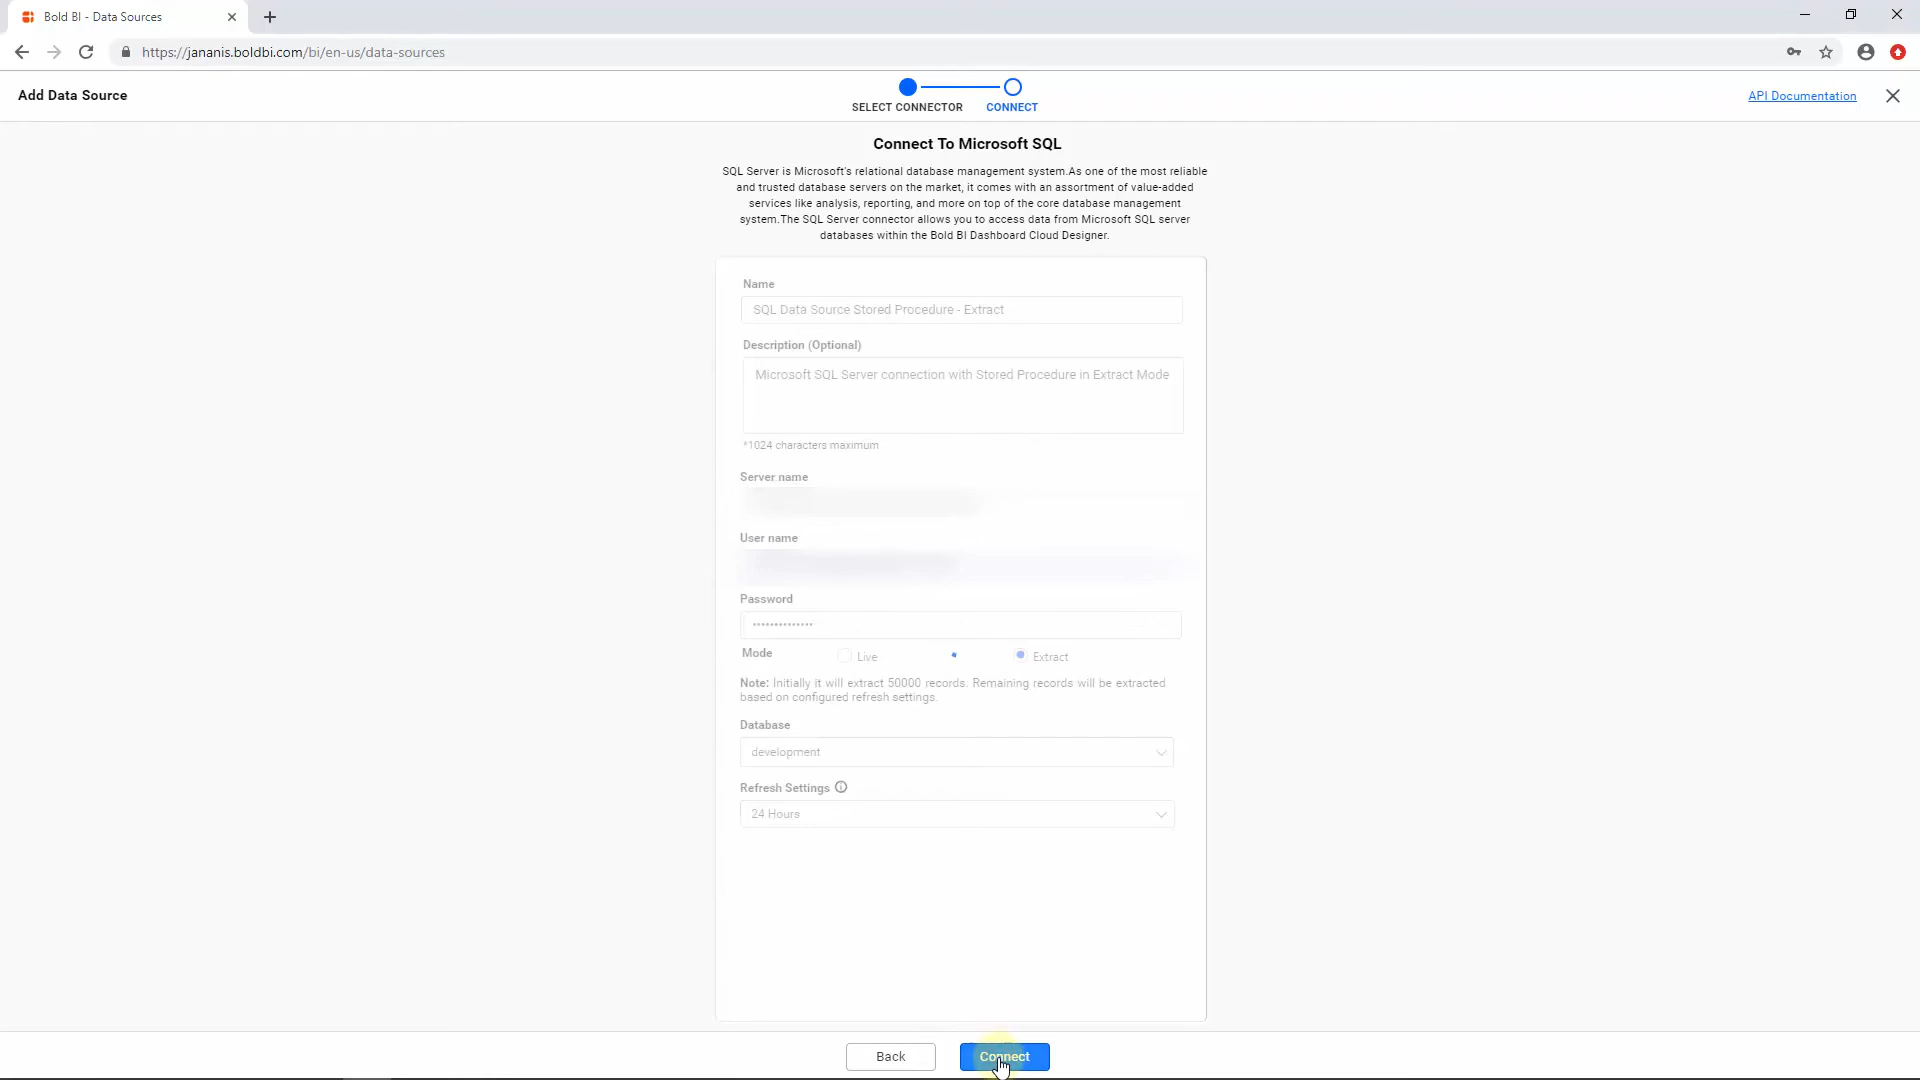 Bold BI - Data Sources
https://jananis.boldbi.com/bi/en-us/data-sources
Add Data Source
SELECT CONNECTOR
CONNECT
API Documentation
Connect To Microsoft SQL
SQL Server is Microsoft's relational database management system.As one of the most reliable
and trusted database servers on the market, it comes with an assortment of value-added
services like analysis, reporting, and more on top of the core database management
system.The SQL Server connector allows you to access data from Microsoft SQL server
databases within the Bold BI Dashboard Cloud Designer.
Name
SQL Data Source Stored Procedure - Extract
Description (Optional)
Microsoft SQL Server connection with Stored Procedure in Extract Mode
*1024 characters maximum
Server name
User name
Password
••••••••••••••
Mode
Live
Extract
Note: Initially it will extract 50000 records. Remaining records will be extracted
based on configured refresh settings.
Database
development
Refresh Settings
24 Hours
Back
Connect